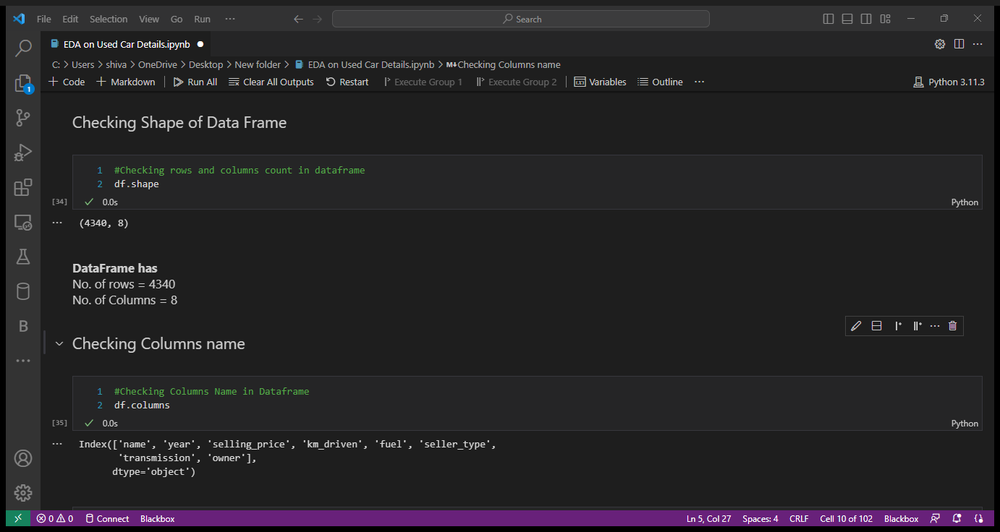 File Edit Selection View Go Run ···
Search
EDA on Used Car Details.ipynb
C: > Users > shiva > OneDrive > Desktop > New folder > EDA on Used Car Details.ipynb > M↓Checking Columns name
+ Code + Markdown Run All Clear All Outputs Restart Execute Group 1 Execute Group 2 Variables Outline ··· Python 3.11.3
1
Checking Shape of Data Frame
1 #Checking rows and columns count in dataframe
2 df.shape
[34] ✓ 0.0s Python
··· (4340, 8)
DataFrame has
No. of rows = 4340
No. of Columns = 8
B
Checking Columns name
1 #Checking Columns Name in Dataframe
2 df.columns
[35] ✓ 0.0s Python
··· Index(['name', 'year', 'selling_price', 'km_driven', 'fuel', 'seller_type',
'transmission', 'owner'],
dtype='object')
0 0 Connect Blackbox Ln 5, Col 27 Spaces: 4 CRLF Cell 10 of 102 Blackbox